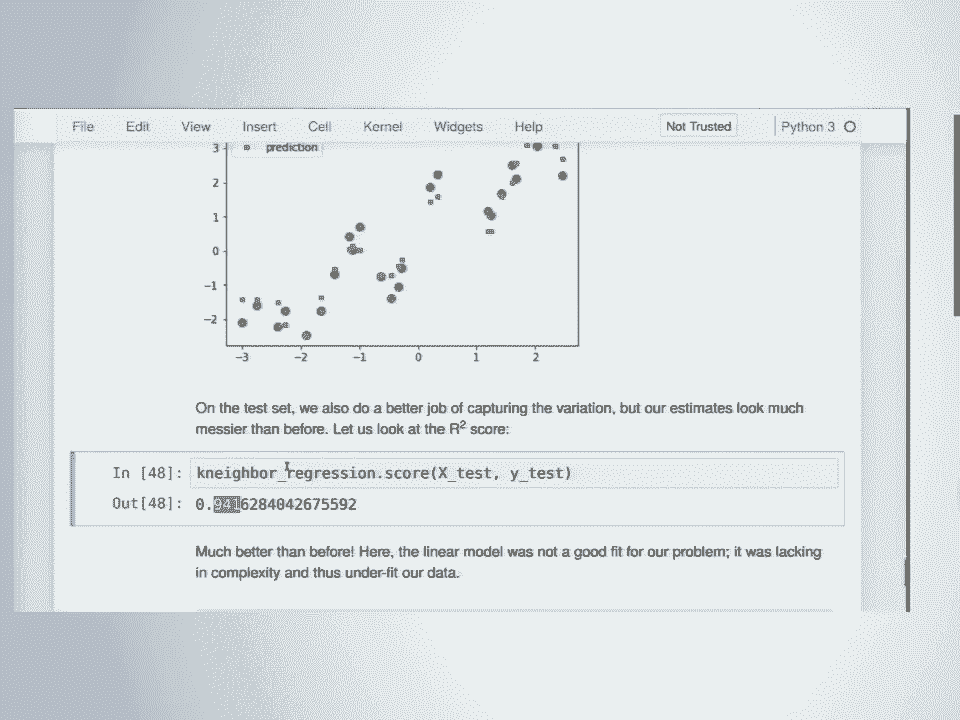 File Edit View Insert Cell Kernel Widgets Help Not Trusted Python 3
prediction
3
2
1
0
−1
−2
−3 −2 −1 0 1 2
On the test set, we also do a better job of capturing the variation, but our estimates look much
messier than before. Let us look at the R² score:
In [48]: kneighbor_regression.score(X_test, y_test)
Out[48]: 0.9416284042675592
Much better than before! Here, the linear model was not a good fit for our problem; it was lacking
in complexity and thus under-fit our data.